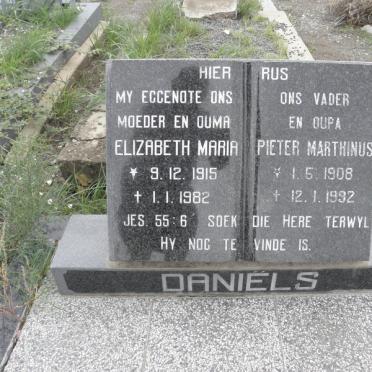 HIER RUS
MY EGGENOTE ONS
MOEDER EN OUMA
ELIZABETH MARIA
* 9.12.1915
† 1.1.1982
ONS VADER
EN OUPA
PIETER MARTHINUS
* 1.5.1908
† 12.1.1992
JES. 55:6 SOEK DIE HERE TERWYL
HY NOG TE VINDE IS.
DANIËLS